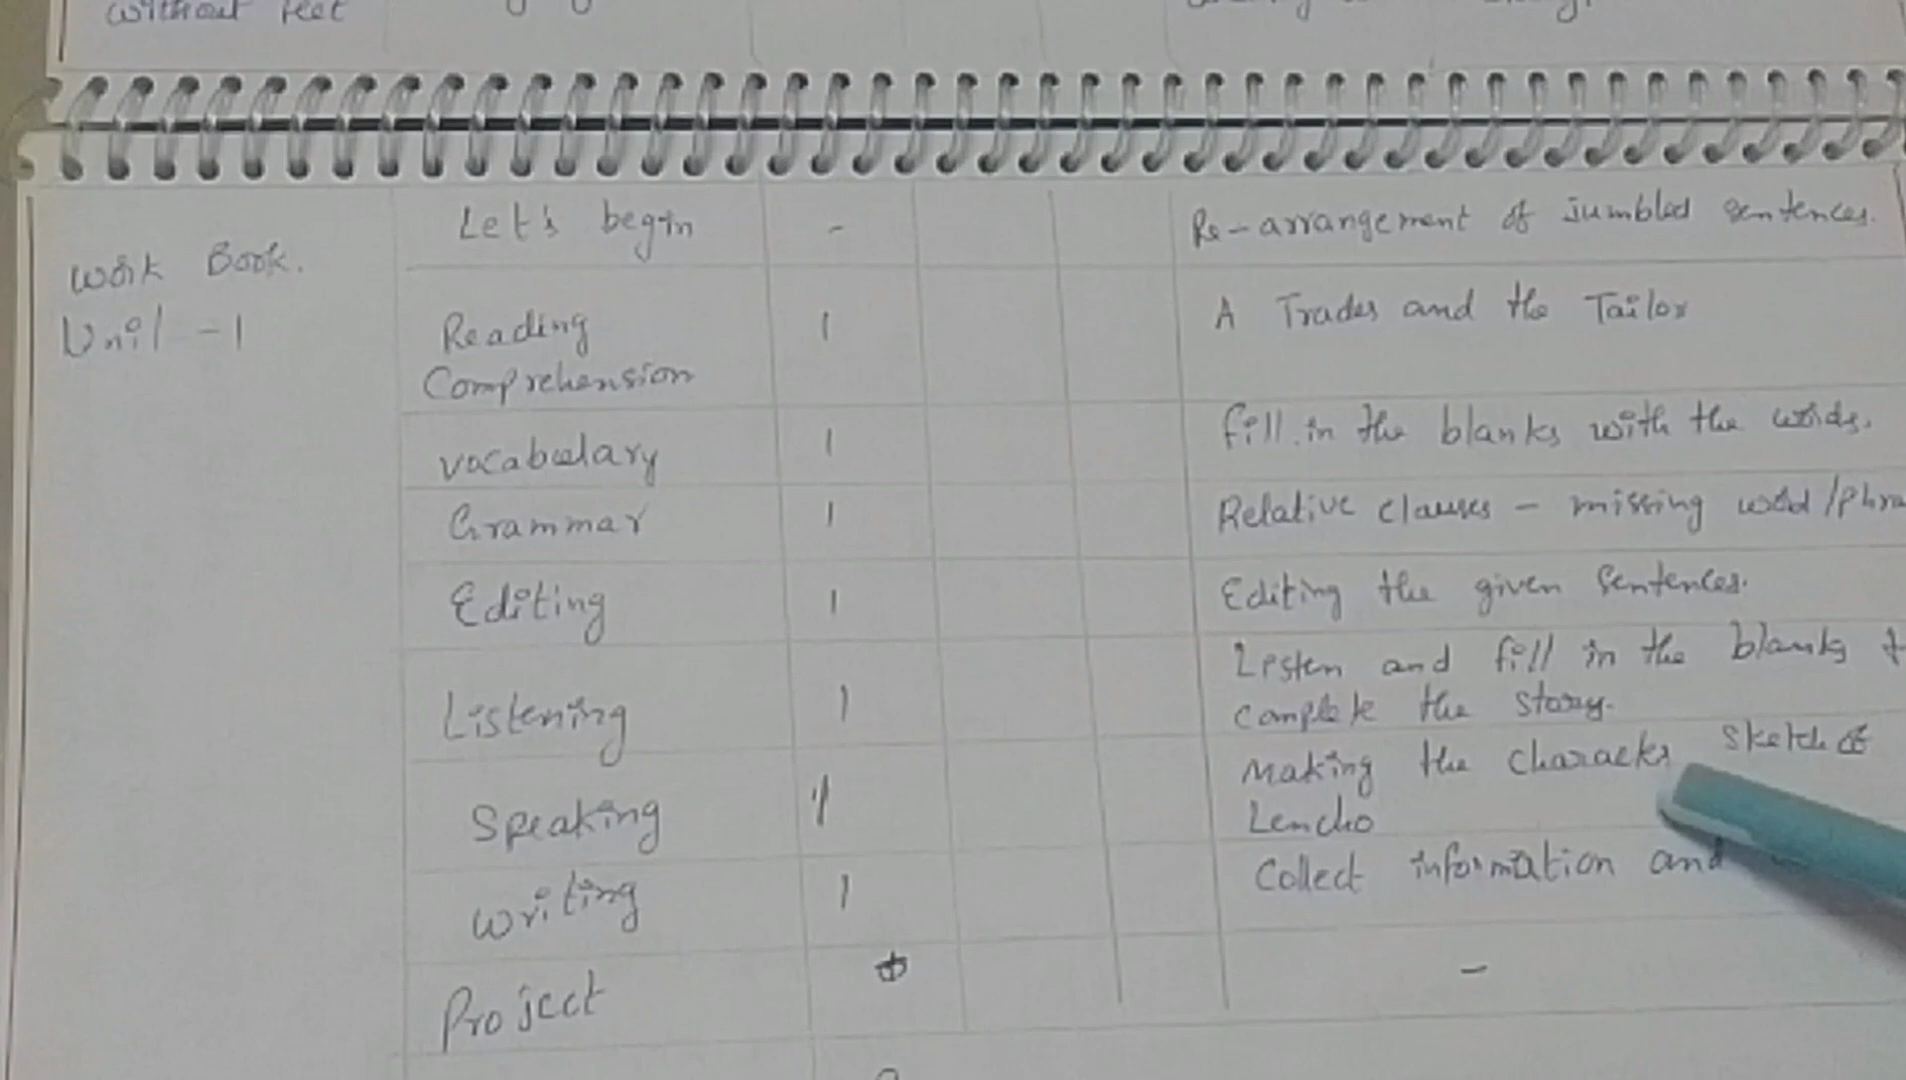 without feet
Let's begin - Re-arrangement of Jumbled sentences.
Work Book.
Unit -1
Reading 1 A Trades and the Tailor
Comprehension
vocabulary 1 fill in the blanks with the words.
Grammar 1 Relative clauses - missing word/phra
Editing 1 Editing the given sentences.
Listening 1 Listen and fill in the blanks
complete the story.
Speaking 1 Making the character sketch of
Lencho
writing 1 Collect information and
Project -